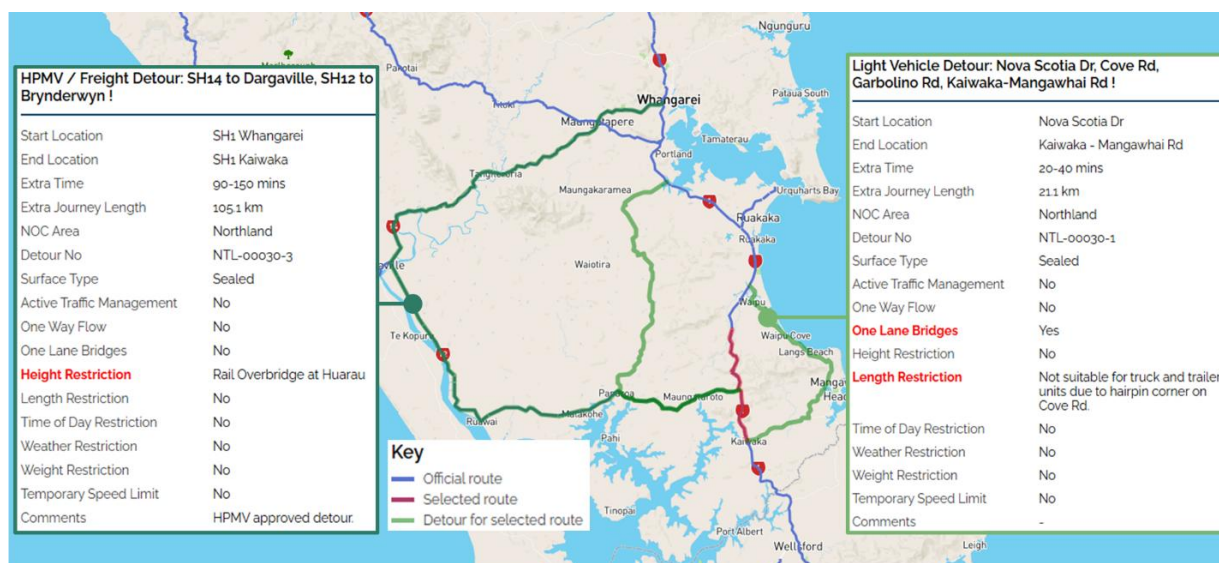 HPMV / Freight Detour: SH14 to Dargaville, SH12 to
Brynderwyn !
Start Location SH1 Whangarei
End Location SH1 Kaiwaka
Extra Time 90-150 mins
Extra Journey Length 105.1 km
NOC Area Northland
Detour No NTL-00030-3
Surface Type Sealed
Active Traffic Management No
One Way Flow No
One Lane Bridges No
Height Restriction Rail Overbridge at Huarau
Length Restriction No
Time of Day Restriction No
Weather Restriction No
Weight Restriction No
Temporary Speed Limit No
Comments HPMV approved detour.
Ngunguru
Whangarei
Pataua South
Tamaterau
Portland
Maungakaramea
Urquharts Bay
Ruakaka
Ruakaka
Waiotira
Waipu
Te Kopuru
Waipu Cove
Langs Beach
Maungaturoto
Ruawai
Matakohe
Pahi
Kaiwaka
Tinopai
Port Albert
Wellsford
Leigh
Key
Official route
Selected route
Detour for selected route
Light Vehicle Detour: Nova Scotia Dr, Cove Rd,
Garbolino Rd, Kaiwaka-Mangawhai Rd !
Start Location Nova Scotia Dr
End Location Kaiwaka - Mangawhai Rd
Extra Time 20-40 mins
Extra Journey Length 21.1 km
NOC Area Northland
Detour No NTL-00030-1
Surface Type Sealed
Active Traffic Management No
One Way Flow No
One Lane Bridges Yes
Height Restriction No
Length Restriction Not suitable for truck and trailer
units due to hairpin corner on
Cove Rd.
Time of Day Restriction No
Weather Restriction No
Weight Restriction No
Temporary Speed Limit No
Comments -